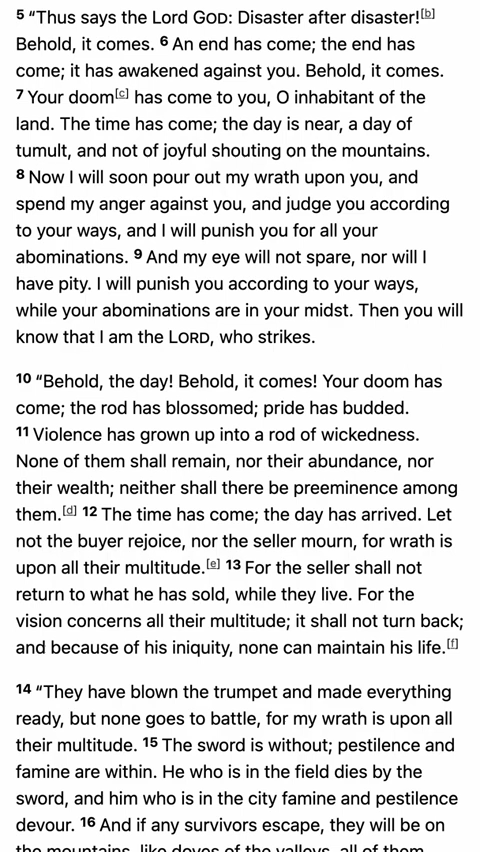 5 “Thus says the Lord GOD: Disaster after disaster![b]
Behold, it comes. 6 An end has come; the end has
come; it has awakened against you. Behold, it comes.
7 Your doom[c] has come to you, O inhabitant of the
land. The time has come; the day is near, a day of
tumult, and not of joyful shouting on the mountains.
8 Now I will soon pour out my wrath upon you, and
spend my anger against you, and judge you according
to your ways, and I will punish you for all your
abominations. 9 And my eye will not spare, nor will I
have pity. I will punish you according to your ways,
while your abominations are in your midst. Then you will
know that I am the LORD, who strikes.
10 “Behold, the day! Behold, it comes! Your doom has
come; the rod has blossomed; pride has budded.
11 Violence has grown up into a rod of wickedness.
None of them shall remain, nor their abundance, nor
their wealth; neither shall there be preeminence among
them.[d] 12 The time has come; the day has arrived. Let
not the buyer rejoice, nor the seller mourn, for wrath is
upon all their multitude.[e] 13 For the seller shall not
return to what he has sold, while they live. For the
vision concerns all their multitude; it shall not turn back;
and because of his iniquity, none can maintain his life.[f]
14 “They have blown the trumpet and made everything
ready, but none goes to battle, for my wrath is upon all
their multitude. 15 The sword is without; pestilence and
famine are within. He who is in the field dies by the
sword, and him who is in the city famine and pestilence
devour. 16 And if any survivors escape, they will be on
the mountains, like doves of the valleys, all of them